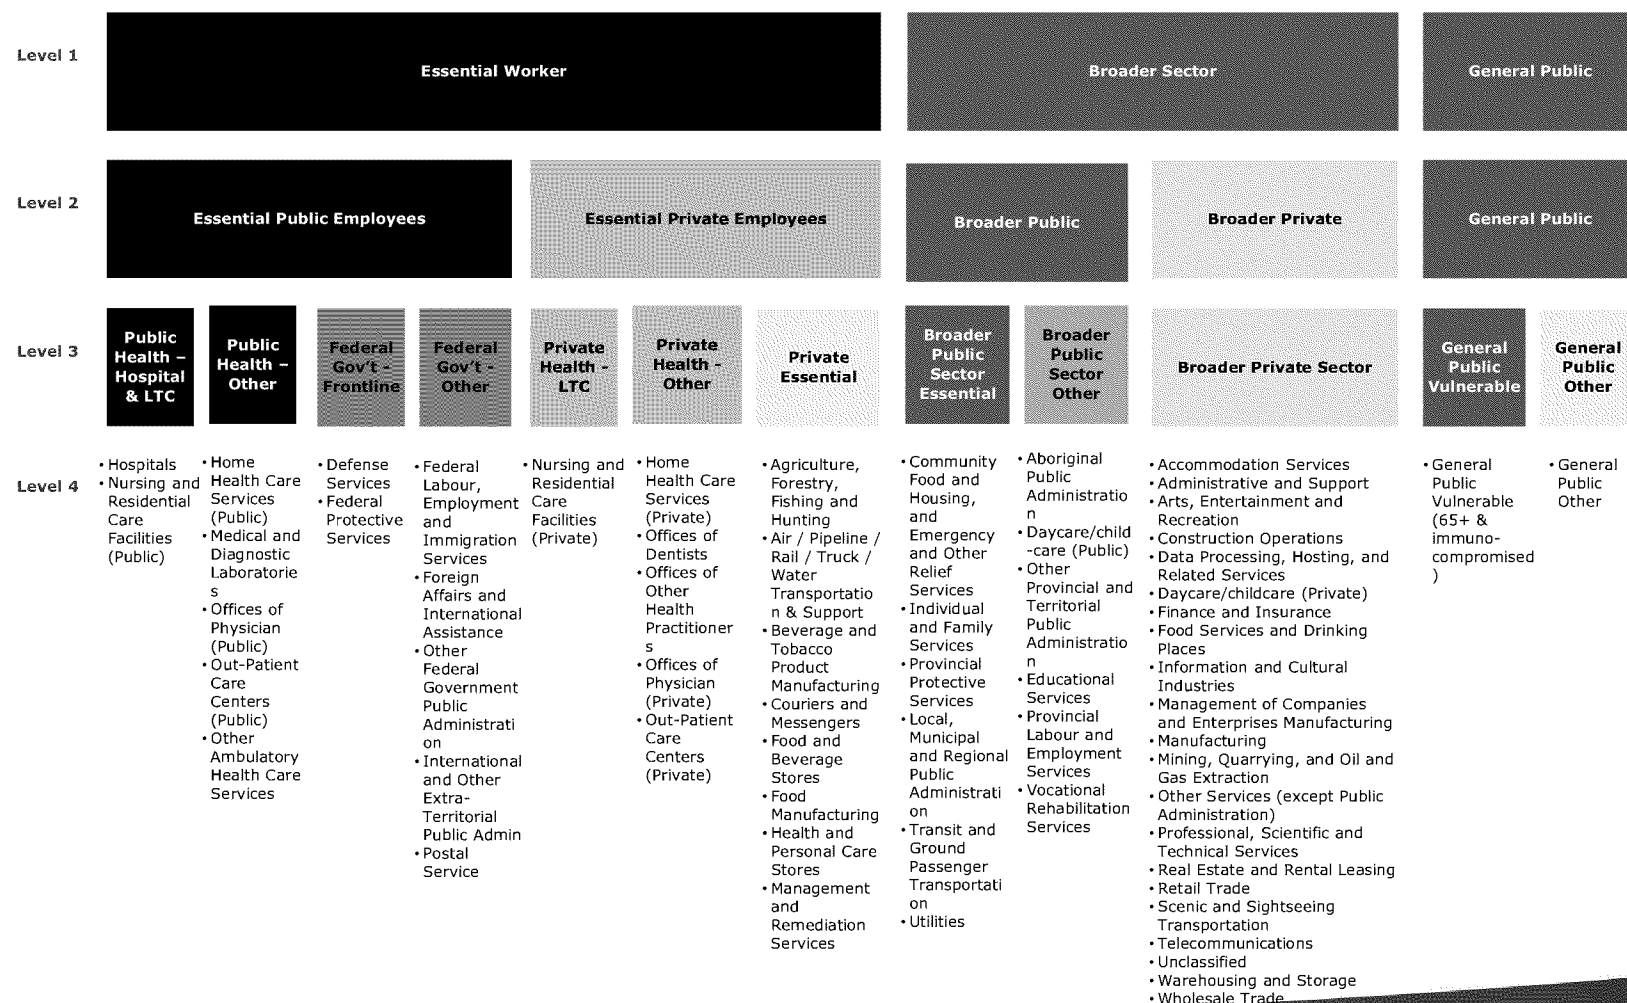 Level 1
Essential Worker
Broader Sector
General Public
Level 2
Essential Public Employees
Essential Private Employees
Broader Public
Broader Private
General Public
Level 3
Public
Health –
Hospital
& LTC
Public
Health –
Other
Federal
Gov't -
Frontline
Federal
Gov't -
Other
Private
Health -
LTC
Private
Health -
Other
Private
Essential
Broader
Public
Sector
Essential
Broader
Public
Sector
Other
Broader Private Sector
General
Public
Vulnerable
General
Public
Other
Level 4
• Hospitals
• Nursing and
Residential
Care
Facilities
(Public)
• Home
Health Care
Services
(Public)
• Medical and
Diagnostic
Laboratorie
s
• Offices of
Physician
(Public)
• Out-Patient
Care
Centers
(Public)
• Other
Ambulatory
Health Care
Services
• Defense
Services
• Federal
Protective
Services
• Federal
Labour,
Employment
and
Immigration
Services
• Foreign
Affairs and
International
Assistance
• Other
Federal
Government
Public
Administrati
on
• International
and Other
Extra-
Territorial
Public Admin
• Postal
Service
• Nursing and
Residential
Care
Facilities
(Private)
• Home
Health Care
Services
(Private)
• Offices of
Dentists
• Offices of
Other
Health
Practitioner
s
• Offices of
Physician
(Private)
• Out-Patient
Care
Centers
(Private)
• Agriculture,
Forestry,
Fishing and
Hunting
• Air / Pipeline /
Rail / Truck /
Water
Transportatio
n & Support
• Beverage and
Tobacco
Product
Manufacturing
• Couriers and
Messengers
• Food and
Beverage
Stores
• Food
Manufacturing
• Health and
Personal Care
Stores
• Management
and
Remediation
Services
• Community
Food and
Housing,
and
Emergency
and Other
Relief
Services
• Individual
and Family
Services
• Provincial
Protective
Services
• Local,
Municipal
and Regional
Public
Administrati
on
• Transit and
Ground
Passenger
Transportati
on
• Utilities
• Aboriginal
Public
Administratio
n
• Daycare/child
-care (Public)
• Other
Provincial and
Territorial
Public
Administratio
n
• Educational
Services
• Provincial
Labour and
Employment
Services
• Vocational
Rehabilitation
Services
• Accommodation Services
• Administrative and Support
• Arts, Entertainment and
Recreation
• Construction Operations
• Data Processing, Hosting, and
Related Services
• Daycare/childcare (Private)
• Finance and Insurance
• Food Services and Drinking
Places
• Information and Cultural
Industries
• Management of Companies
and Enterprises Manufacturing
• Manufacturing
• Mining, Quarrying, and Oil and
Gas Extraction
• Other Services (except Public
Administration)
• Professional, Scientific and
Technical Services
• Real Estate and Rental Leasing
• Retail Trade
• Scenic and Sightseeing
Transportation
• Telecommunications
• Unclassified
• Warehousing and Storage
• Wholesale Trade
• General
Public
Vulnerable
(65+ &
immuno-
compromised
)
• General
Public
Other